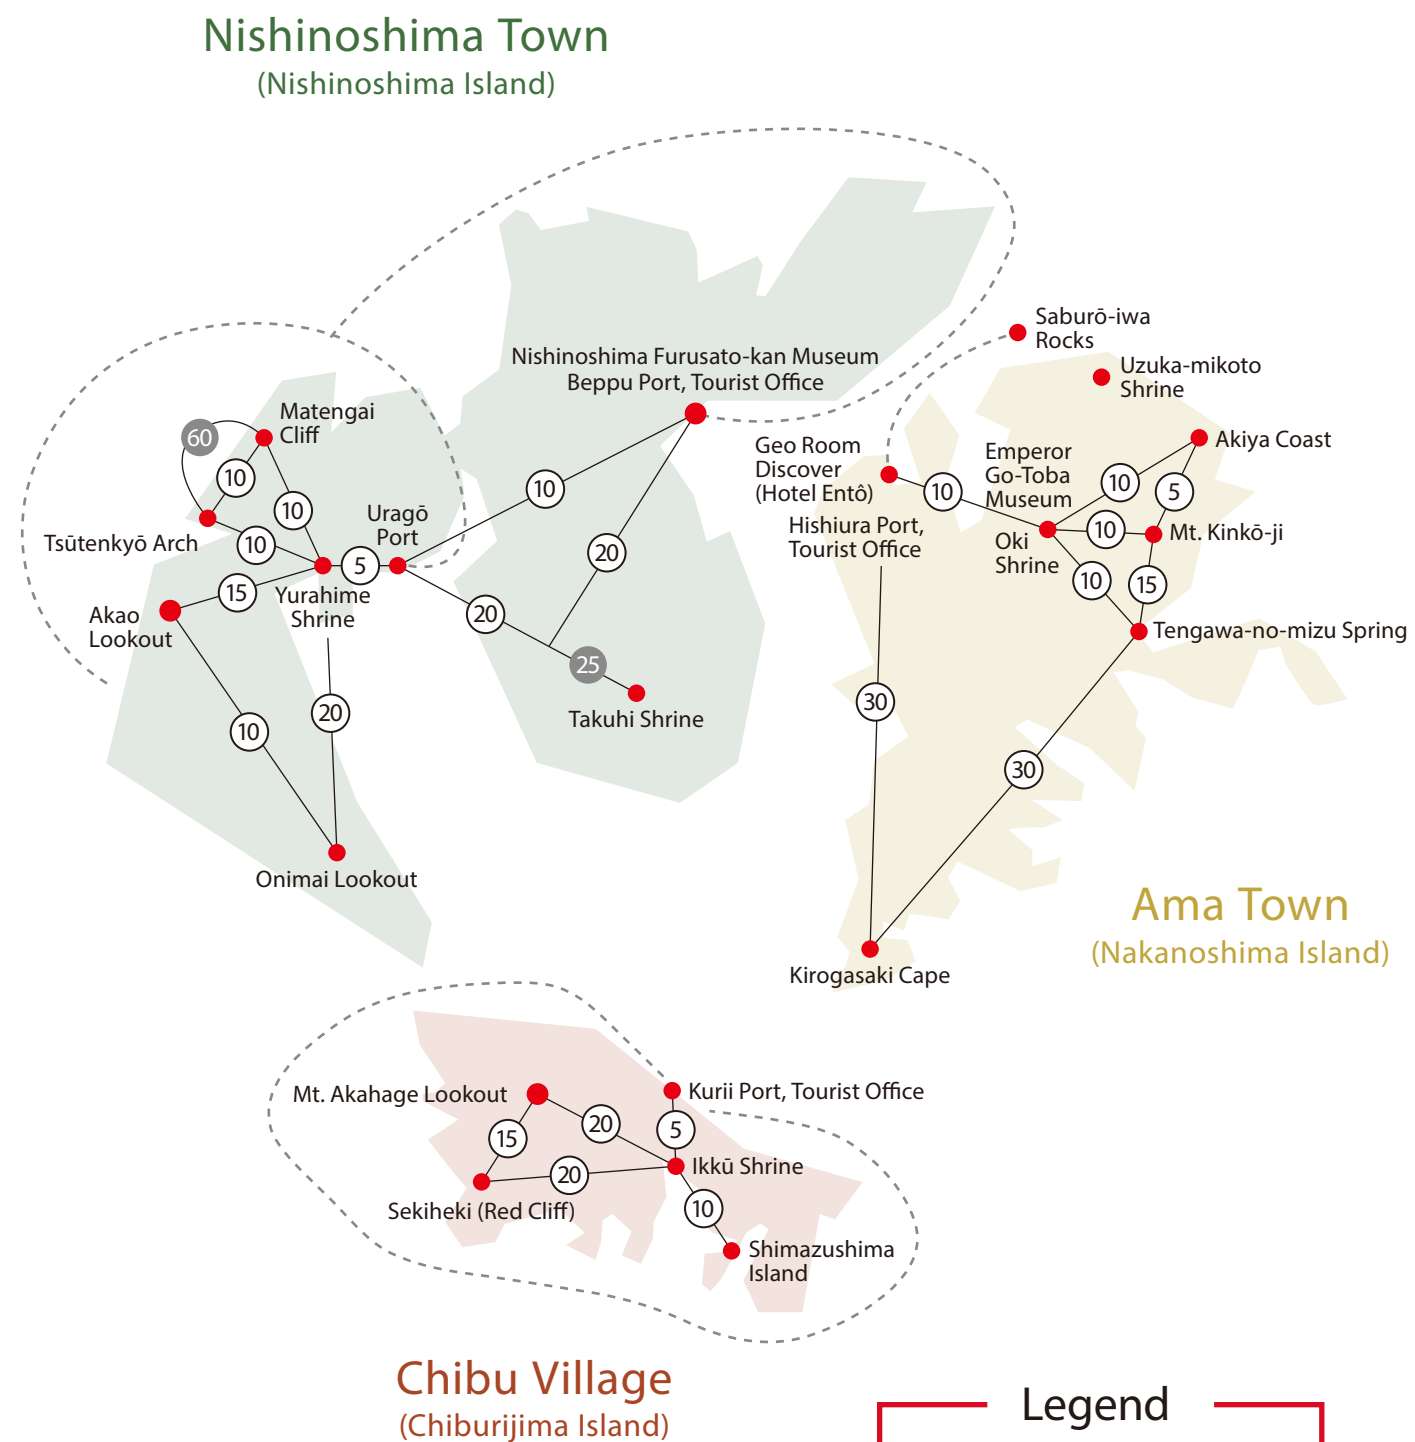 Nishinoshima Town
(Nishinoshima Island)
Saburō-iwa
Rocks
Nishinoshima Furusato-kan Museum
Beppu Port, Tourist Office
Uzuka-mikoto
Shrine
Matengai
Cliff
60
10
10
Tsūtenkyō Arch
10
Uragō
Port
5
10
20
15
Yurahime
Shrine
Akao
Lookout
20
25
Takuhi Shrine
10
20
Onimai Lookout
Geo Room
Discover
(Hotel Entô)
10
Hishiura Port,
Tourist Office
Emperor
Go-Toba
Museum
Oki
Shrine
10
Akiya Coast
5
10
Mt. Kinkō-ji
10
15
Tengawa-no-mizu Spring
30
30
Kirogasaki Cape
Ama Town
(Nakanoshima Island)
Mt. Akahage Lookout
Kurii Port, Tourist Office
15
20
5
20
Ikkū Shrine
Sekiheki (Red Cliff)
10
Shimazushima
Island
Chibu Village
(Chiburijima Island)
Legend